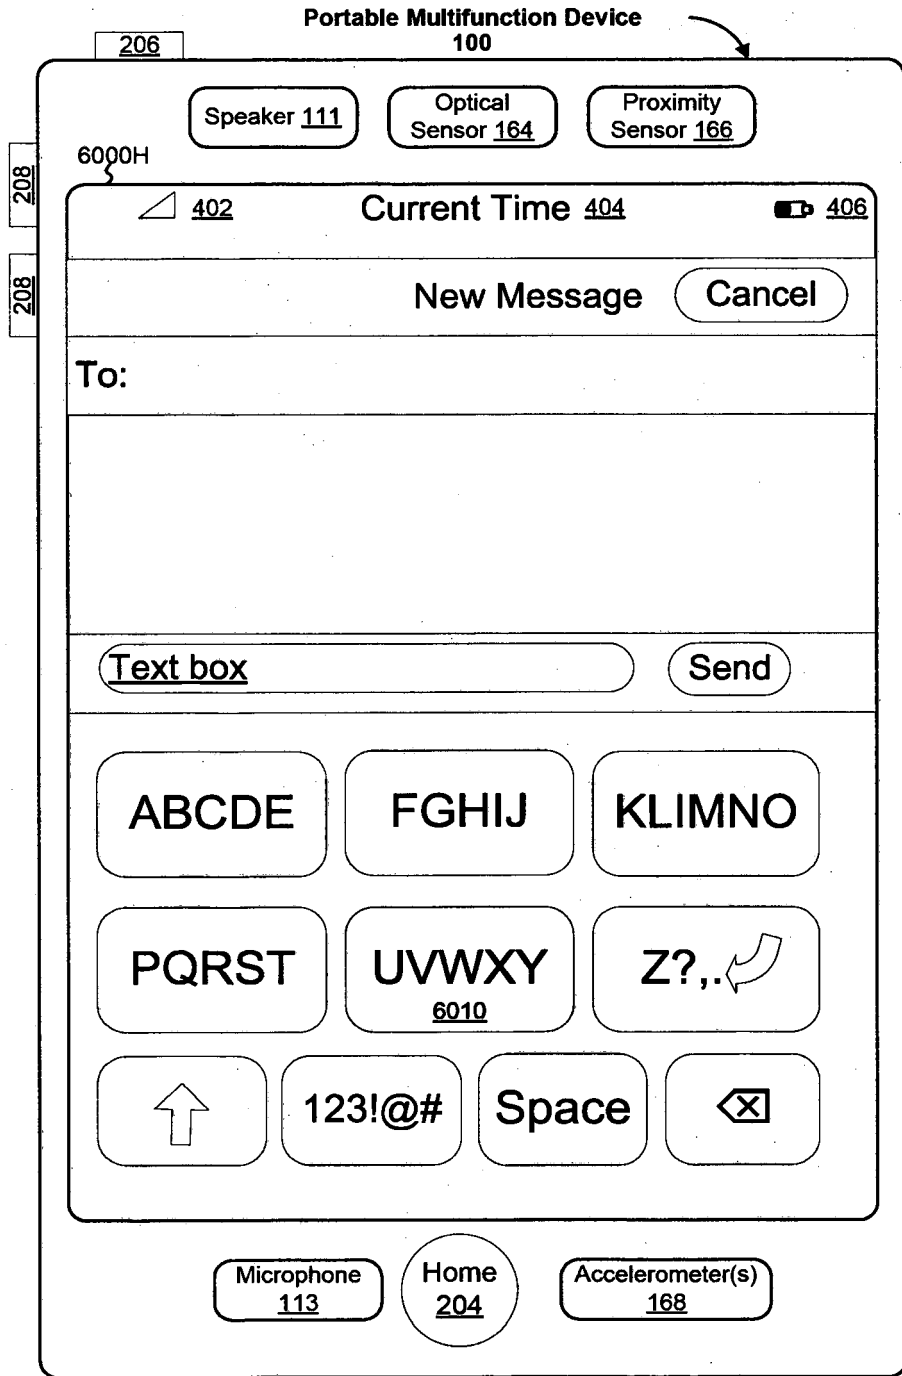 Portable Multifunction Device
100
206
Speaker 111
Optical
Sensor 164
Proximity
Sensor 166
6000H
208
208
402
Current Time 404
406
New Message
Cancel
To:
Text box
Send
ABCDE
FGHIJ
KLIMNO
PQRST
UVWXY
6010
Z?,.
123!@#
Space
Microphone
113
Home
204
Accelerometer(s)
168